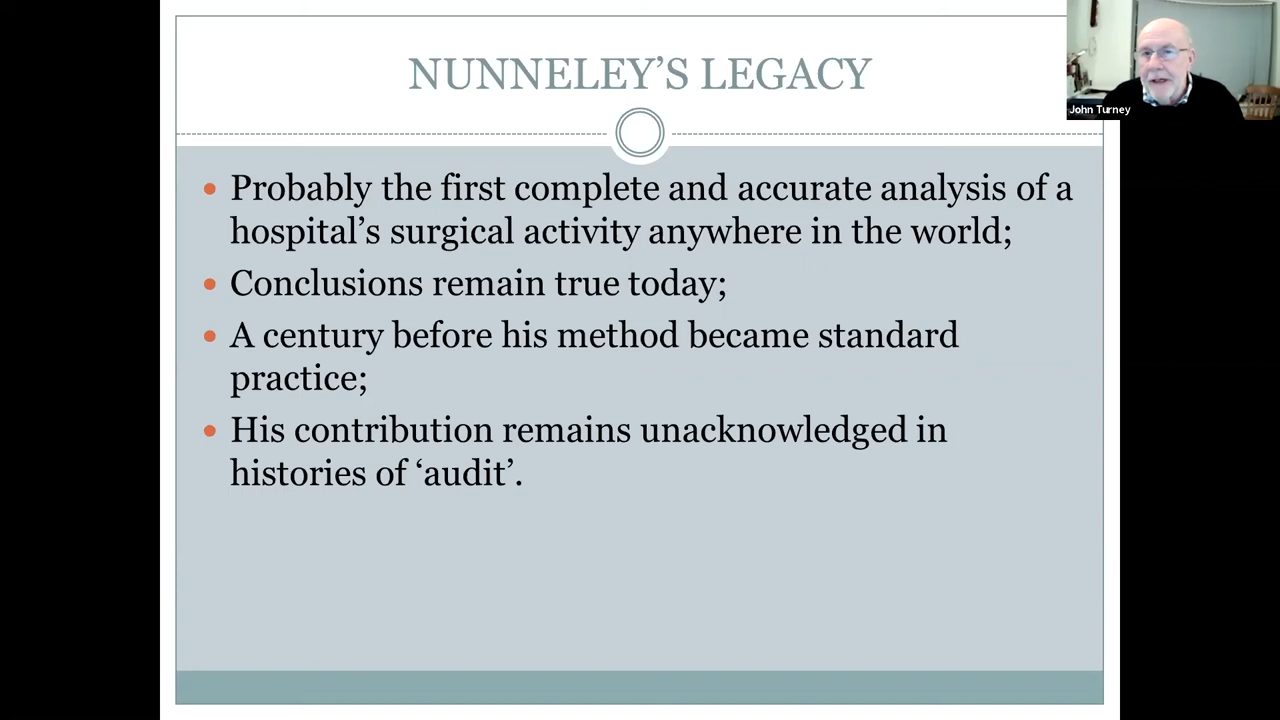 NUNNELEY’S LEGACY
John Turney
• Probably the first complete and accurate analysis of a
hospital’s surgical activity anywhere in the world;
• Conclusions remain true today;
• A century before his method became standard
practice;
• His contribution remains unacknowledged in
histories of ‘audit’.